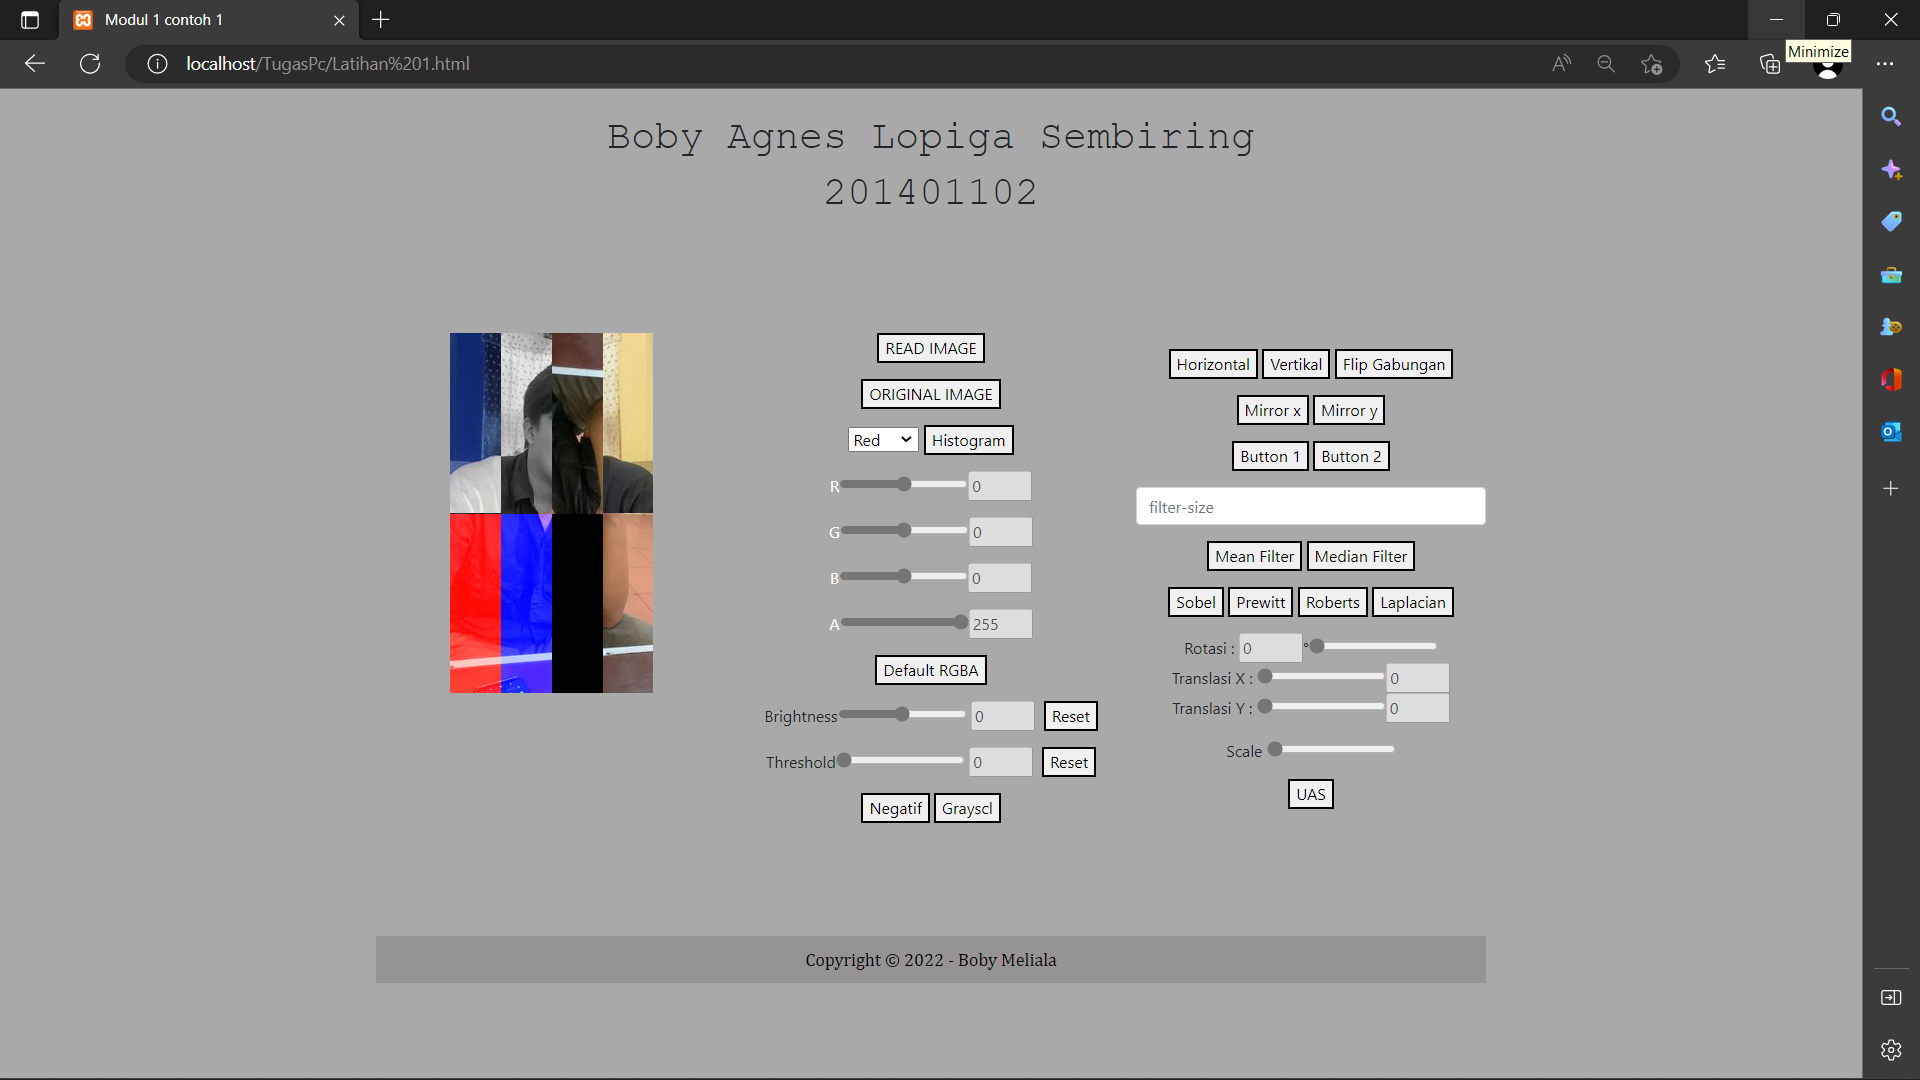 Modul 1 contoh 1
localhost/TugasPc/Latihan%201.html
Minimize
Boby Agnes Lopiga Sembiring
201401102
READ IMAGE
ORIGINAL IMAGE
Red Histogram
R 0
G 0
B 0
A 255
Default RGBA
Brightness 0 Reset
Threshold 0 Reset
Negatif Grayscl
Horizontal Vertikal Flip Gabungan
Mirror x Mirror y
Button 1 Button 2
filter-size
Mean Filter Median Filter
Sobel Prewitt Roberts Laplacian
Rotasi : 0 °
Translasi X : 0
Translasi Y : 0
Scale
UAS
Copyright © 2022 - Boby Meliala